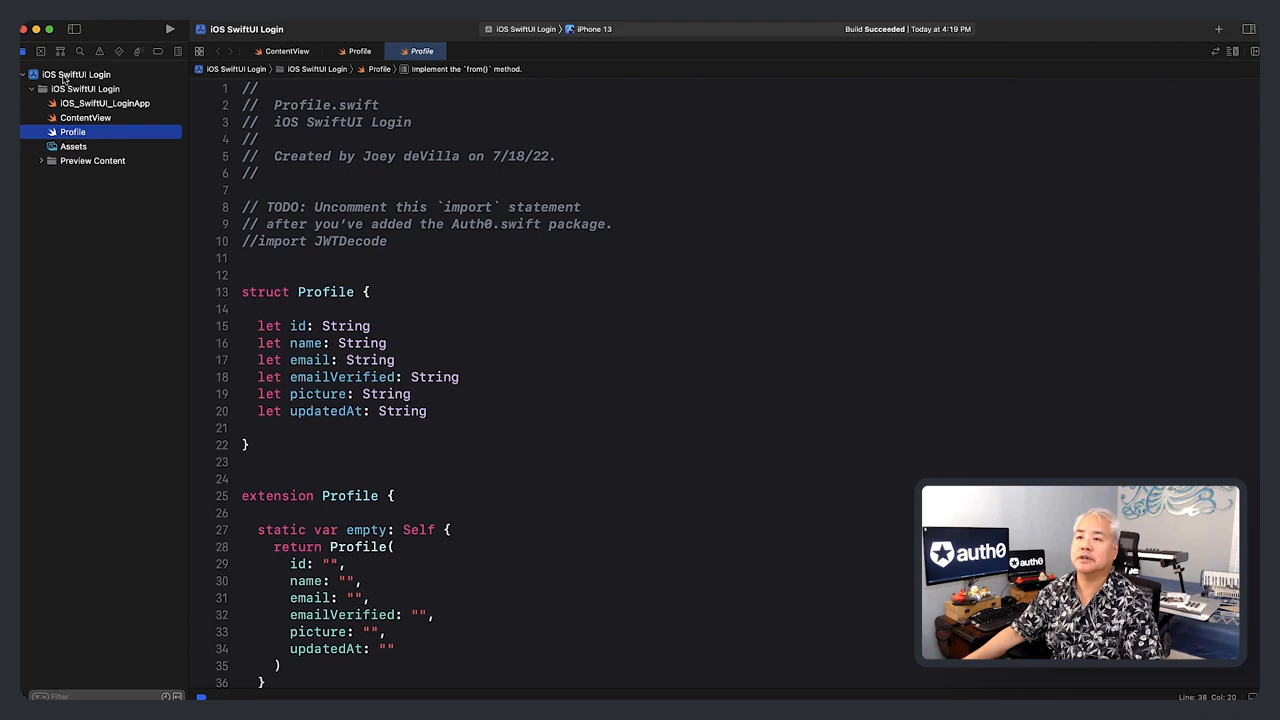 iOS SwiftUI Login
iOS SwiftUI Login
iPhone 13
Build Succeeded | Today at 4:19 PM
ContentView
Profile
Profile
iOS SwiftUI Login
iOS SwiftUI Login
Profile
Implement the `from()` method.
iOS SwiftUI Login
iOS SwiftUI Login
iOS_SwiftUI_LoginApp
ContentView
Profile
Assets
Preview Content
1 //
2 //  Profile.swift
3 //  iOS SwiftUI Login
4 //
5 //  Created by Joey deVilla on 7/18/22.
6 //
7
8 // TODO: Uncomment this `import` statement
9 // after you’ve added the Auth0.swift package.
10 //import JWTDecode
11
12
13 struct Profile {
14
15   let id: String
16   let name: String
17   let email: String
18   let emailVerified: String
19   let picture: String
20   let updatedAt: String
21
22 }
23
24
25 extension Profile {
26
27   static var empty: Self {
28     return Profile(
29       id: "",
30       name: "",
31       email: "",
32       emailVerified: "",
33       picture: "",
34       updatedAt: ""
35     )
36   }
auth0
auth0
Filter
Line: 38 Col: 20